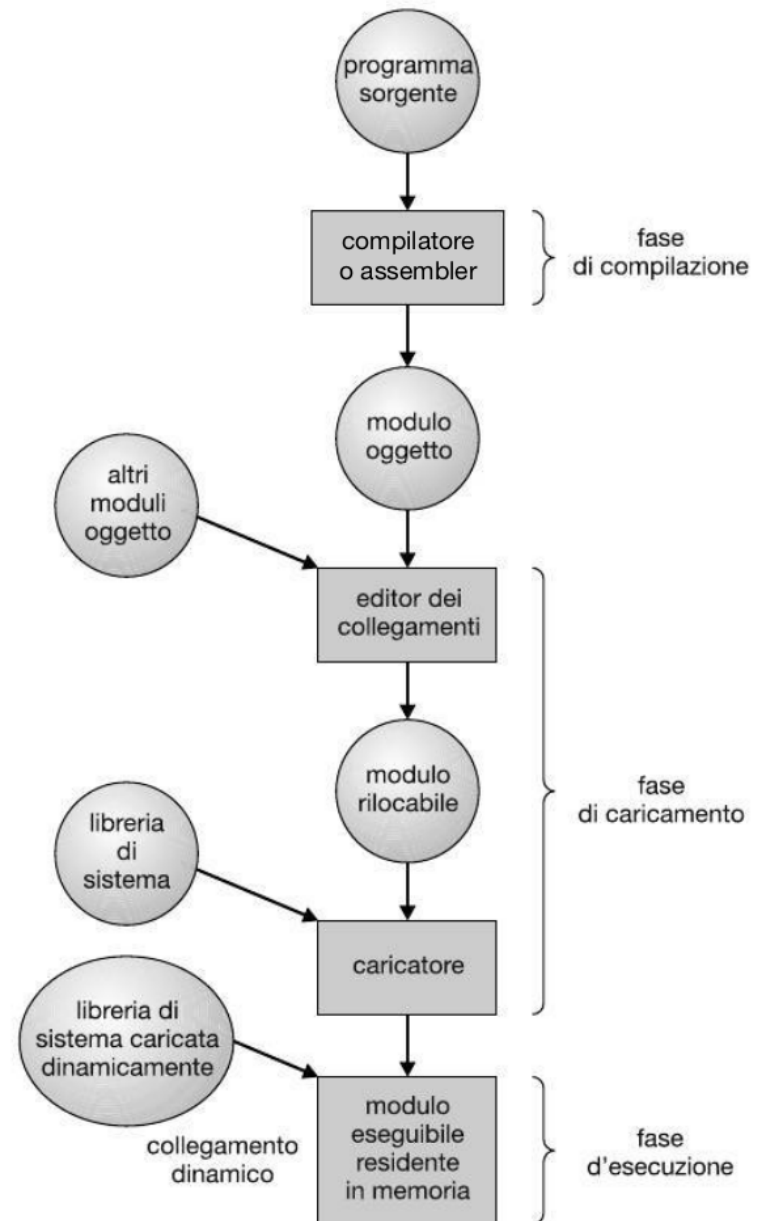 programma
sorgente
compilatore
o assembler
fase
di compilazione
modulo
oggetto
altri
moduli
oggetto
editor dei
collegamenti
modulo
rilocabile
fase
di caricamento
libreria
di
sistema
caricatore
libreria di
sistema caricata
dinamicamente
collegamento
dinamico
modulo
eseguibile
residente
in memoria
fase
d'esecuzione